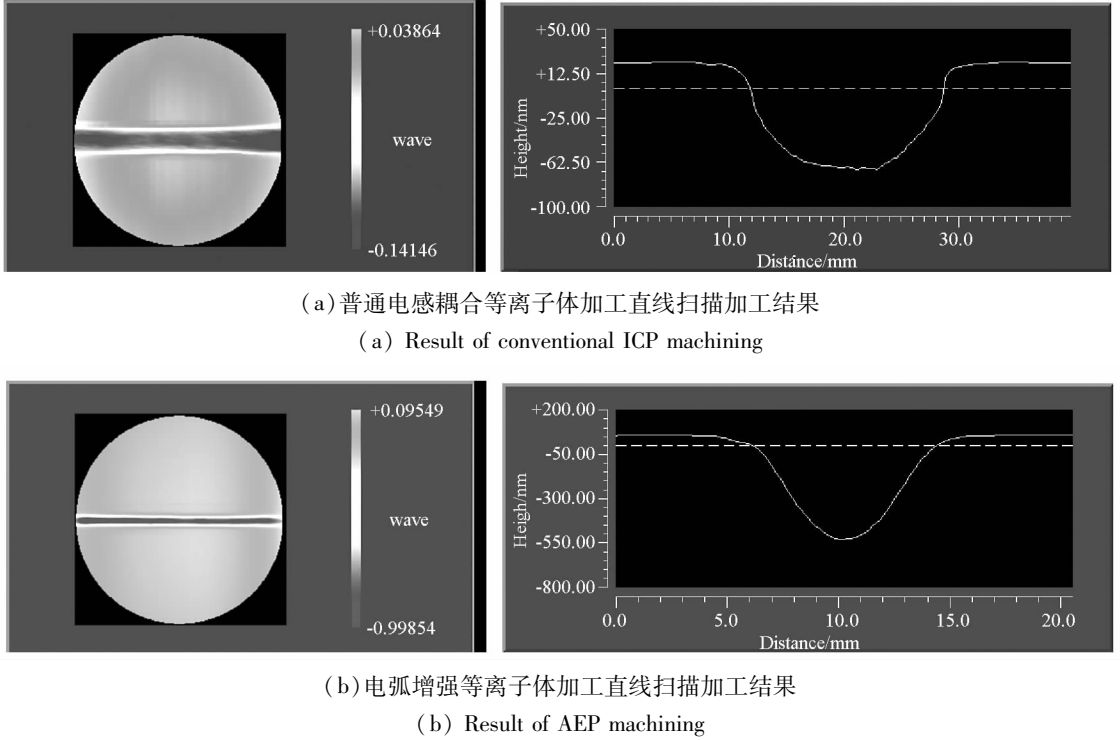 +0.03864
wave
-0.14146
+50.00
+12.50
-25.00
-62.50
-100.00
Height/nm
0.0 10.0 20.0 30.0
Distánce/mm
(a)普通电感耦合等离子体加工直线扫描加工结果
(a) Result of conventional ICP machining
+0.09549
wave
-0.99854
+200.00
-50.00
-300.00
-550.00
-800.00
Heigh/nm
0.0 5.0 10.0 15.0 20.0
Distance/mm
(b)电弧增强等离子体加工直线扫描加工结果
(b) Result of AEP machining